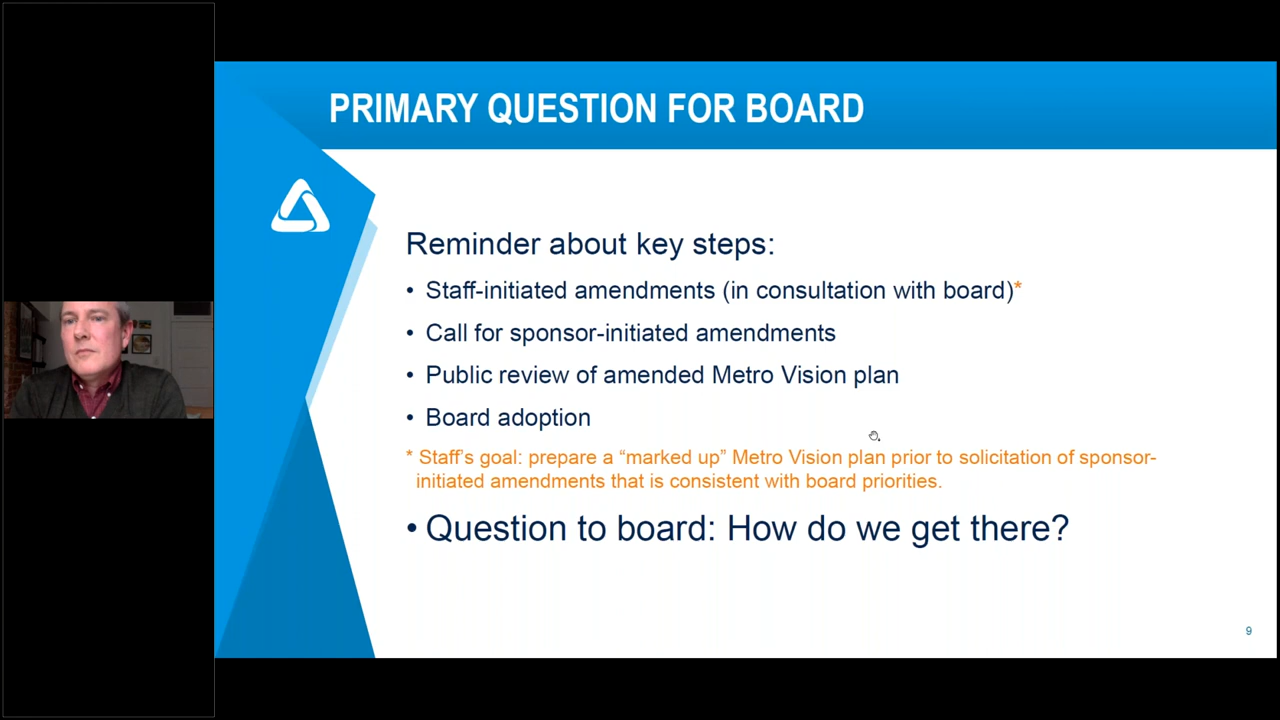 PRIMARY QUESTION FOR BOARD
Reminder about key steps:
• Staff-initiated amendments (in consultation with board)*
• Call for sponsor-initiated amendments
• Public review of amended Metro Vision plan
• Board adoption
* Staff's goal: prepare a “marked up” Metro Vision plan prior to solicitation of sponsor-
initiated amendments that is consistent with board priorities.
• Question to board: How do we get there?
9